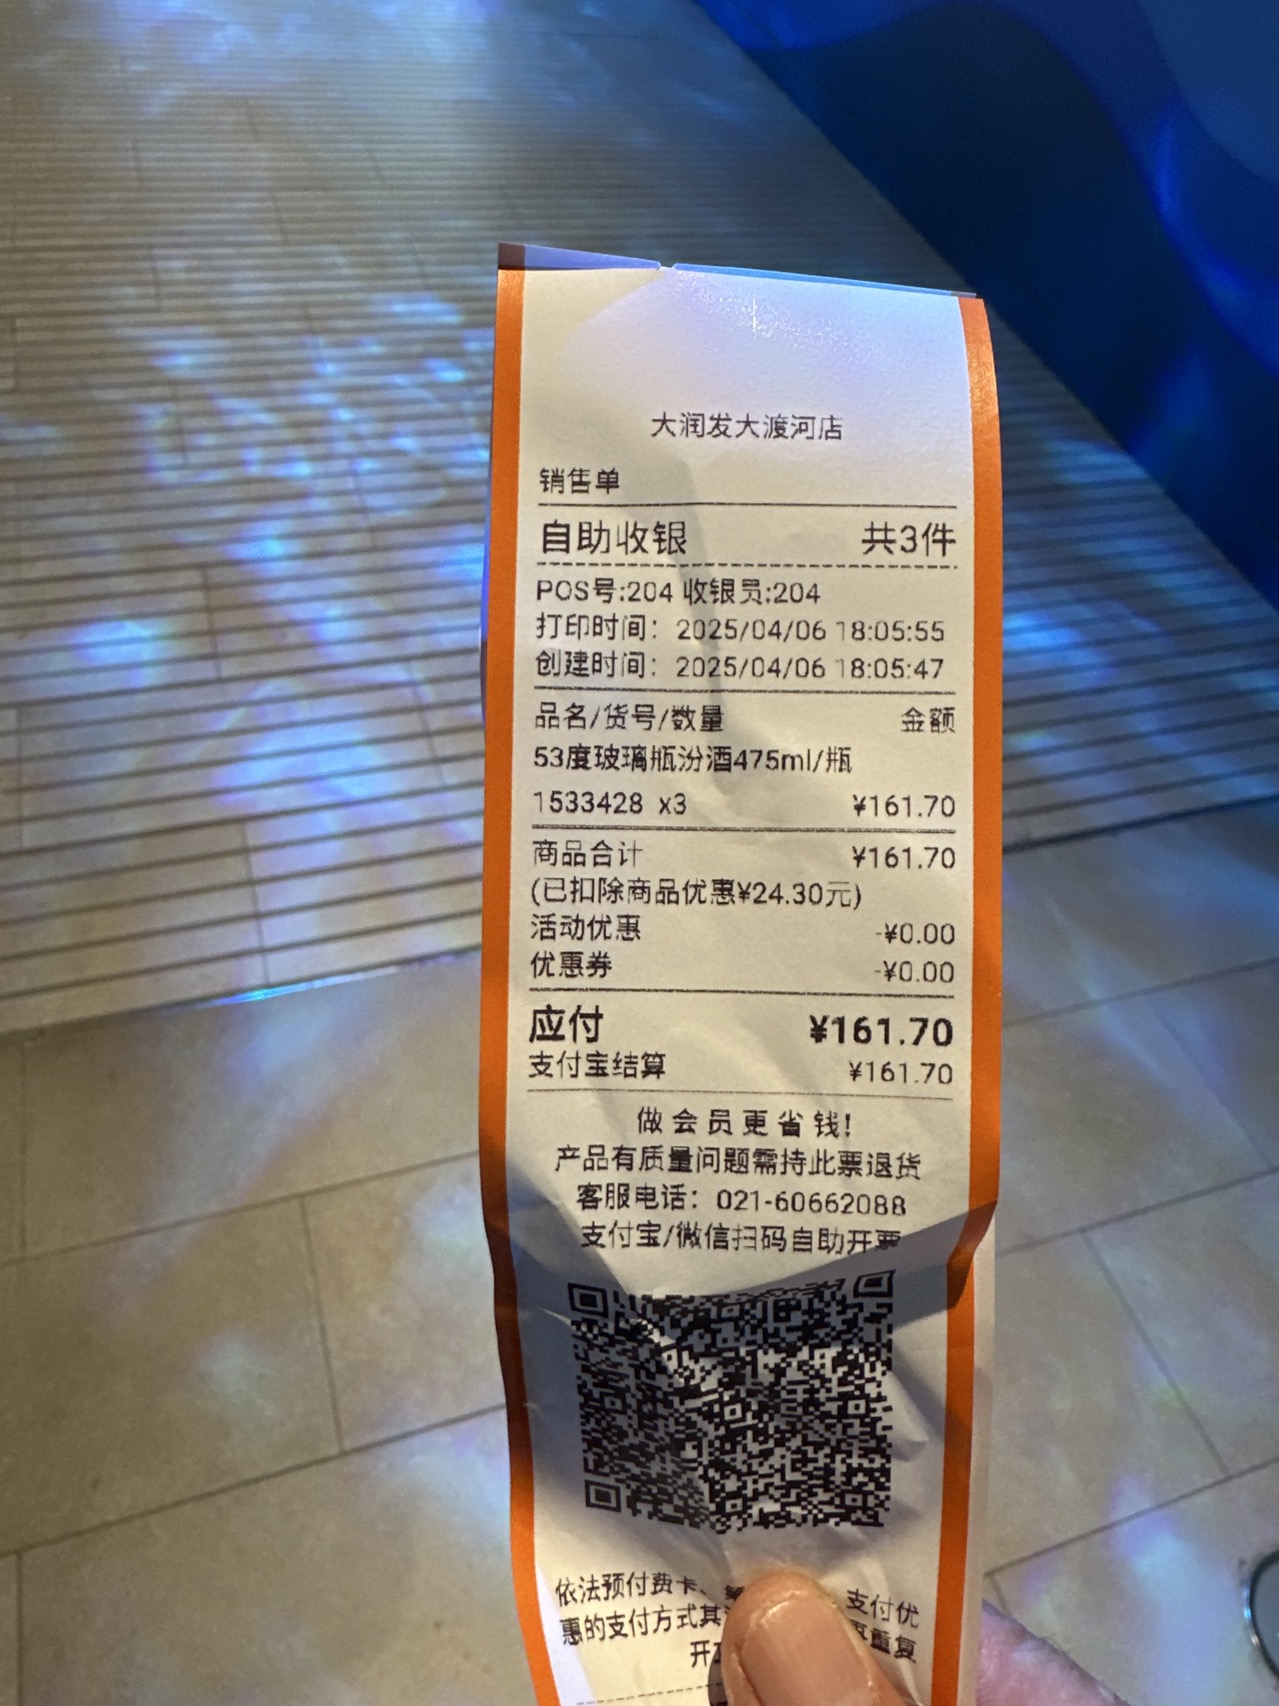 大润发大渡河店
销售单
自助收银 共3件
POS号:204 收银员:204
打印时间：2025/04/06 18:05:55
创建时间：2025/04/06 18:05:47
品名/货号/数量 金额
53度玻璃瓶汾酒475ml/瓶
1533428 x3 ¥161.70
商品合计 ¥161.70
(已扣除商品优惠¥24.30元)
活动优惠 -¥0.00
优惠券 -¥0.00
应付 ¥161.70
支付宝结算 ¥161.70
做会员更省钱!
产品有质量问题需持此票退货
客服电话：021-60662088
支付宝/微信扫码自助开票
依法预付费卡、 支付优
惠的支付方式其 重复
开